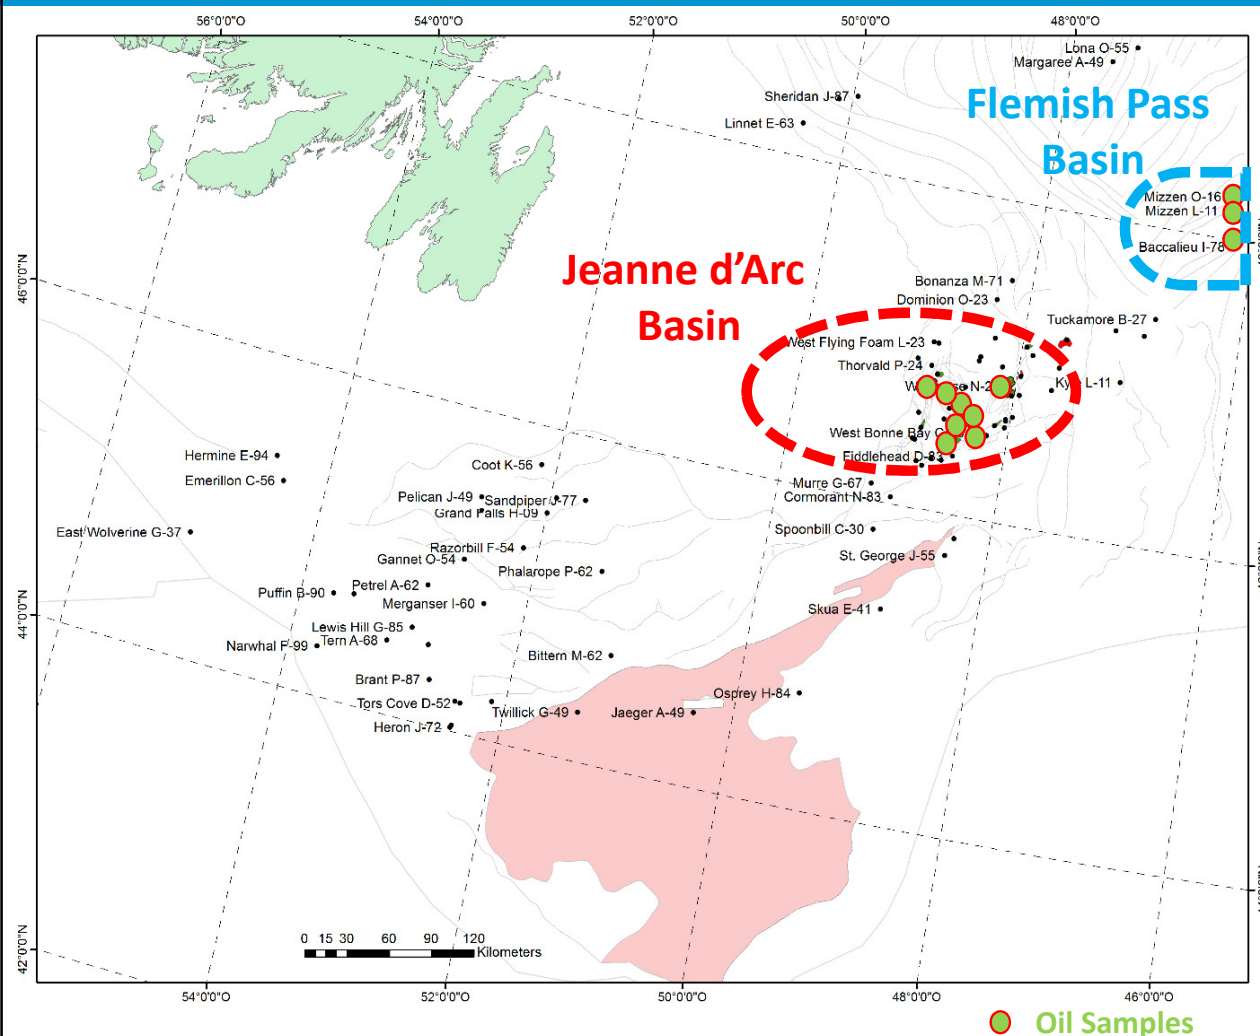 56°0'0"O
54°0'0"O
52°0'0"O
50°0'0"O
48°0'0"O
Lona O-55
Margaree A-49
Sheridan J-87
Linnet E-63
Flemish Pass
Basin
Mizzen O-16
Mizzen L-11
Baccalieu I-78
Jeanne d’Arc
Basin
46°0'0"N
Bonanza M-71
Dominion O-23
Tuckamore B-27
West Flying Foam L-23
Thorvald P-24
L-11
West Bonne Bay
Fiddlehead D-83
Hermine E-94
Emerillon C-56
Coot K-56
Murre G-67
Cormorant N-83
Pelican J-49
Sandpiper J-77
Grand Falls H-09
East Wolverine G-37
Spoonbill C-30
Razorbill F-54
Gannet O-54
St. George J-55
Phalarope P-62
Petrel A-62
Puffin B-90
Merganser I-60
44°0'0"N
Skua E-41
Lewis Hill G-85
Tern A-68
Narwhal F-99
Bittern M-62
Brant P-87
Osprey H-84
Tors Cove D-52
Twillick G-49
Jaeger A-49
Heron J-72
0 15 30 60 90 120
Kilometers
42°0'0"N
54°0'0"O
52°0'0"O
50°0'0"O
48°0'0"O
46°0'0"O
Oil Samples